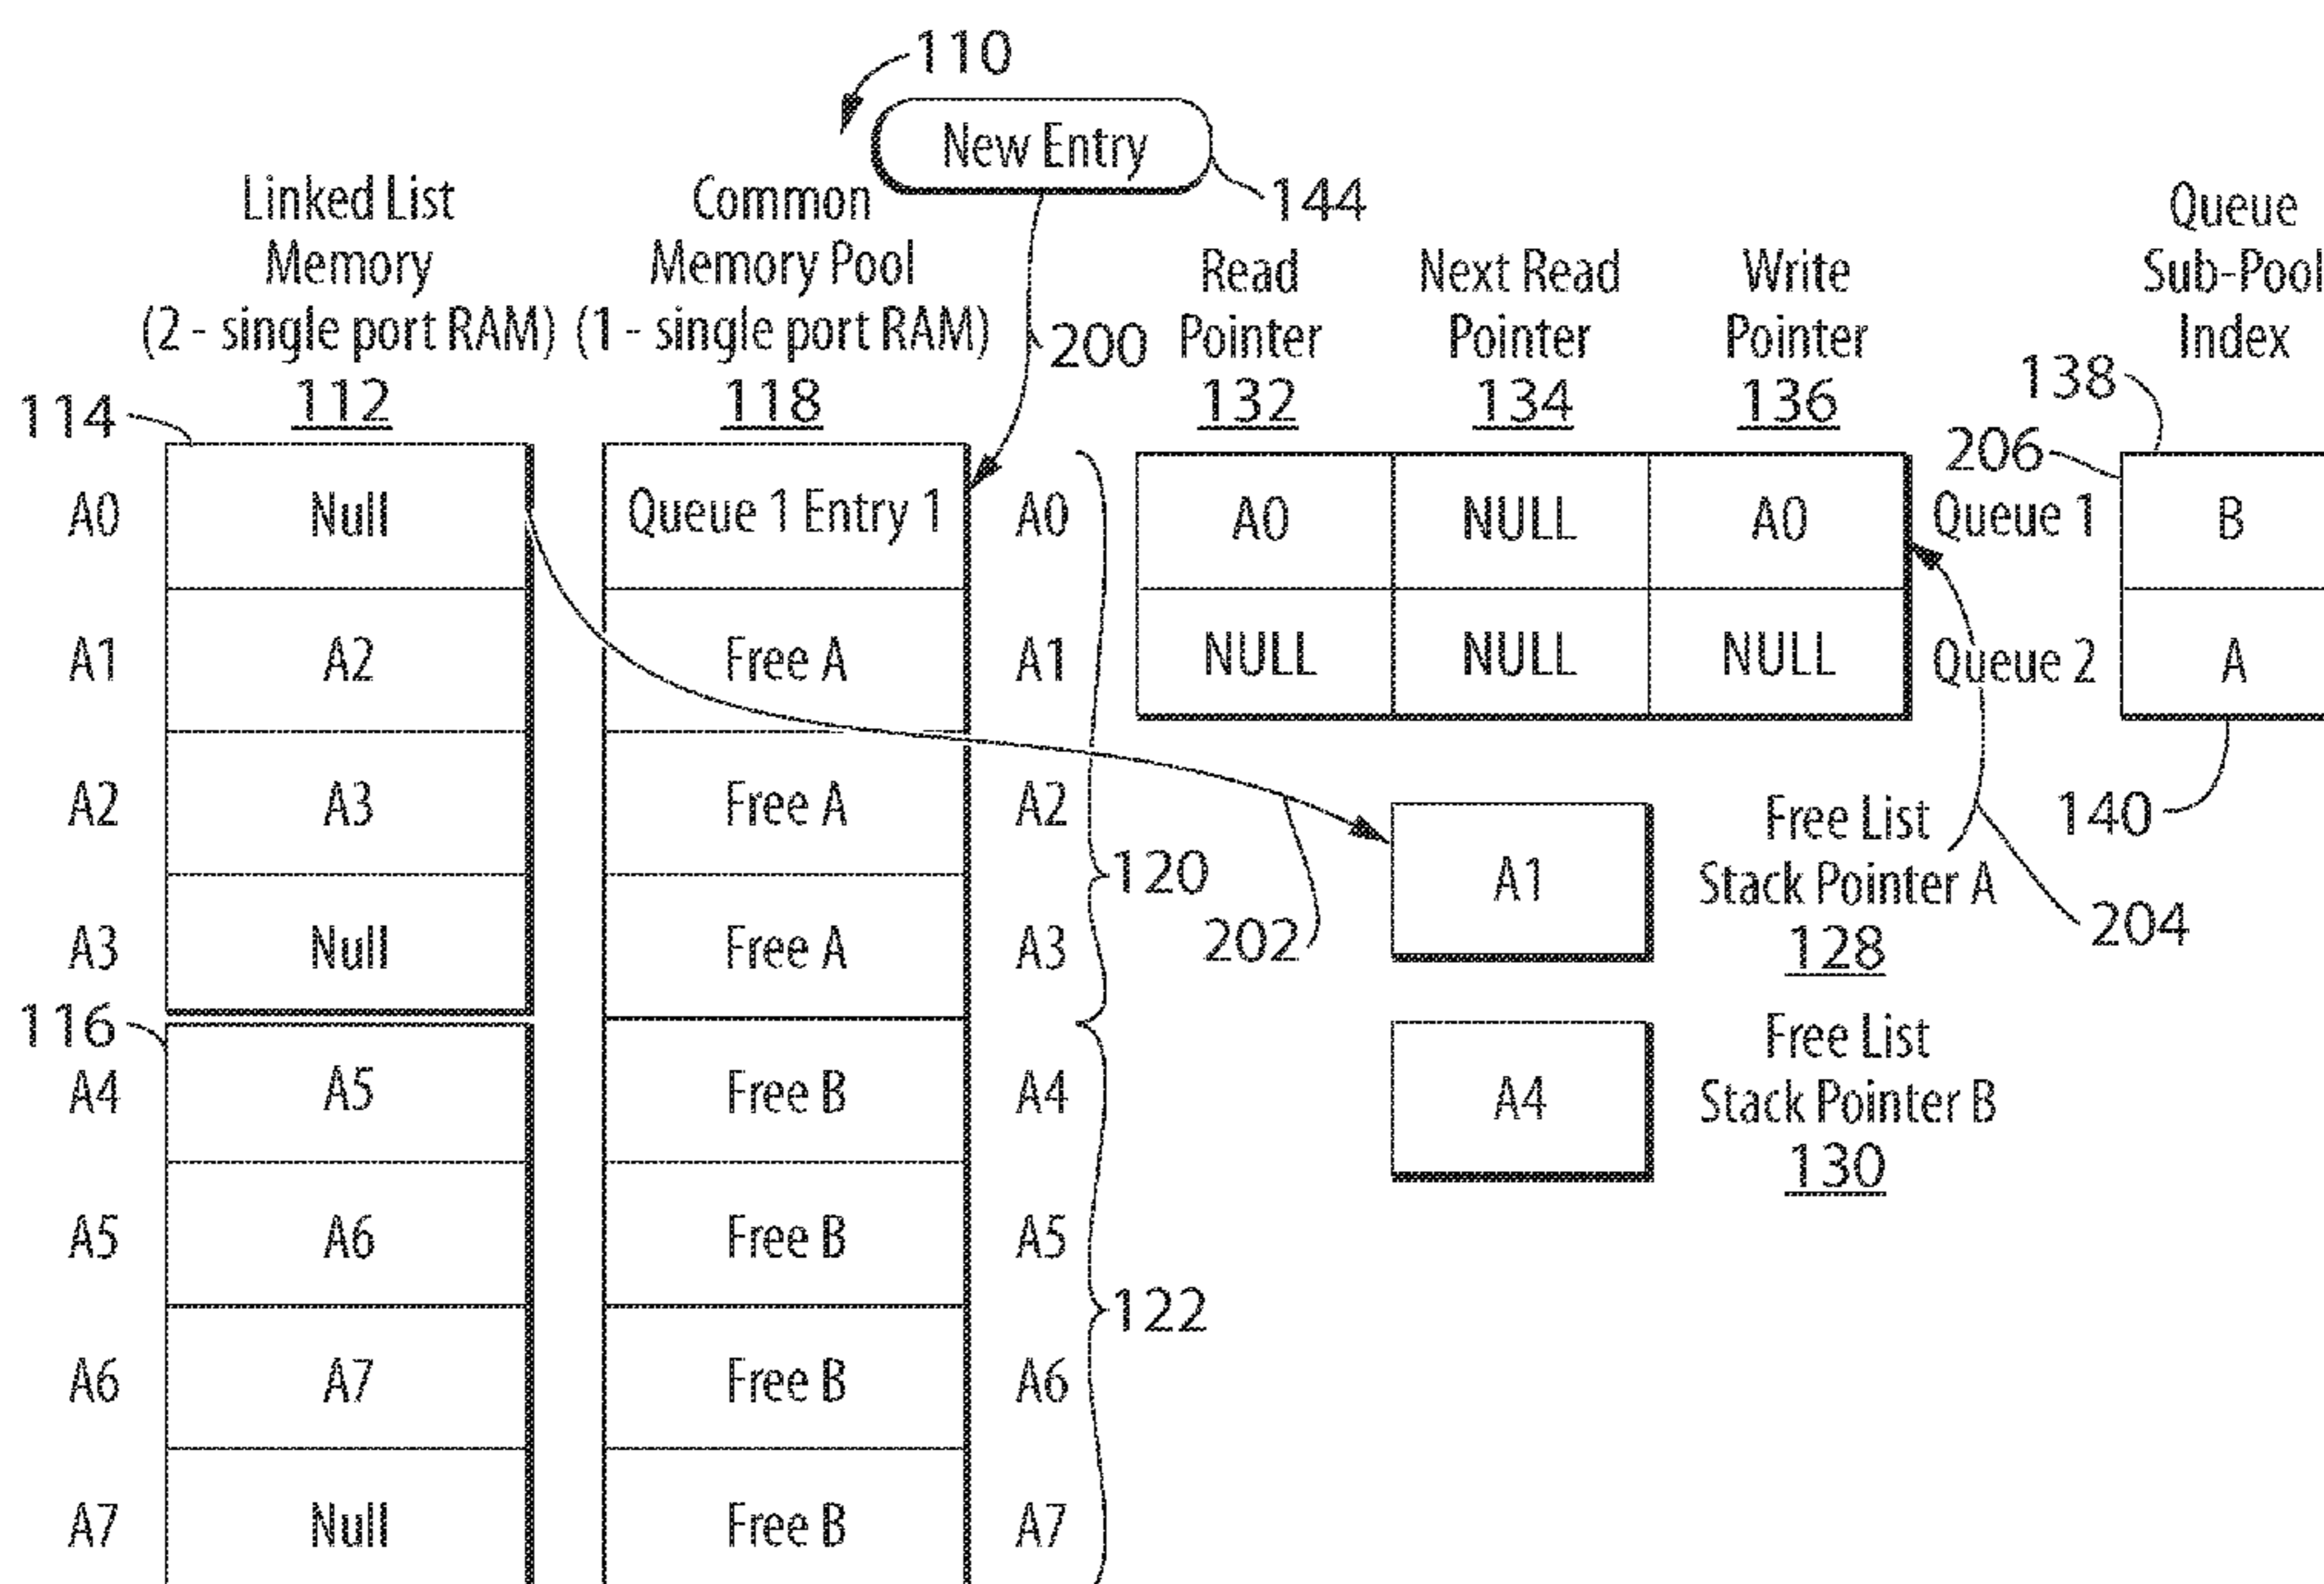 110
New Entry
144
Linked List
Memory
(2 - single port RAM)
112
Common
Memory Pool
(1 - single port RAM)
118
200
Read
Pointer
132
Next Read
Pointer
134
Write
Pointer
136
Queue
Sub-Pool
Index
138
206
114
A0 Null Queue 1 Entry 1 A0
A1 A2 Free A A1
A2 A3 Free A A2
A3 Null Free A A3
116
A4 A5 Free B A4
A5 A6 Free B A5
A6 A7 Free B A6
A7 Null Free B A7
120
122
A0 NULL A0 Queue 1 B
NULL NULL NULL Queue 2 A
140
202
A1
Free List
Stack Pointer A
128
204
A4
Free List
Stack Pointer B
130